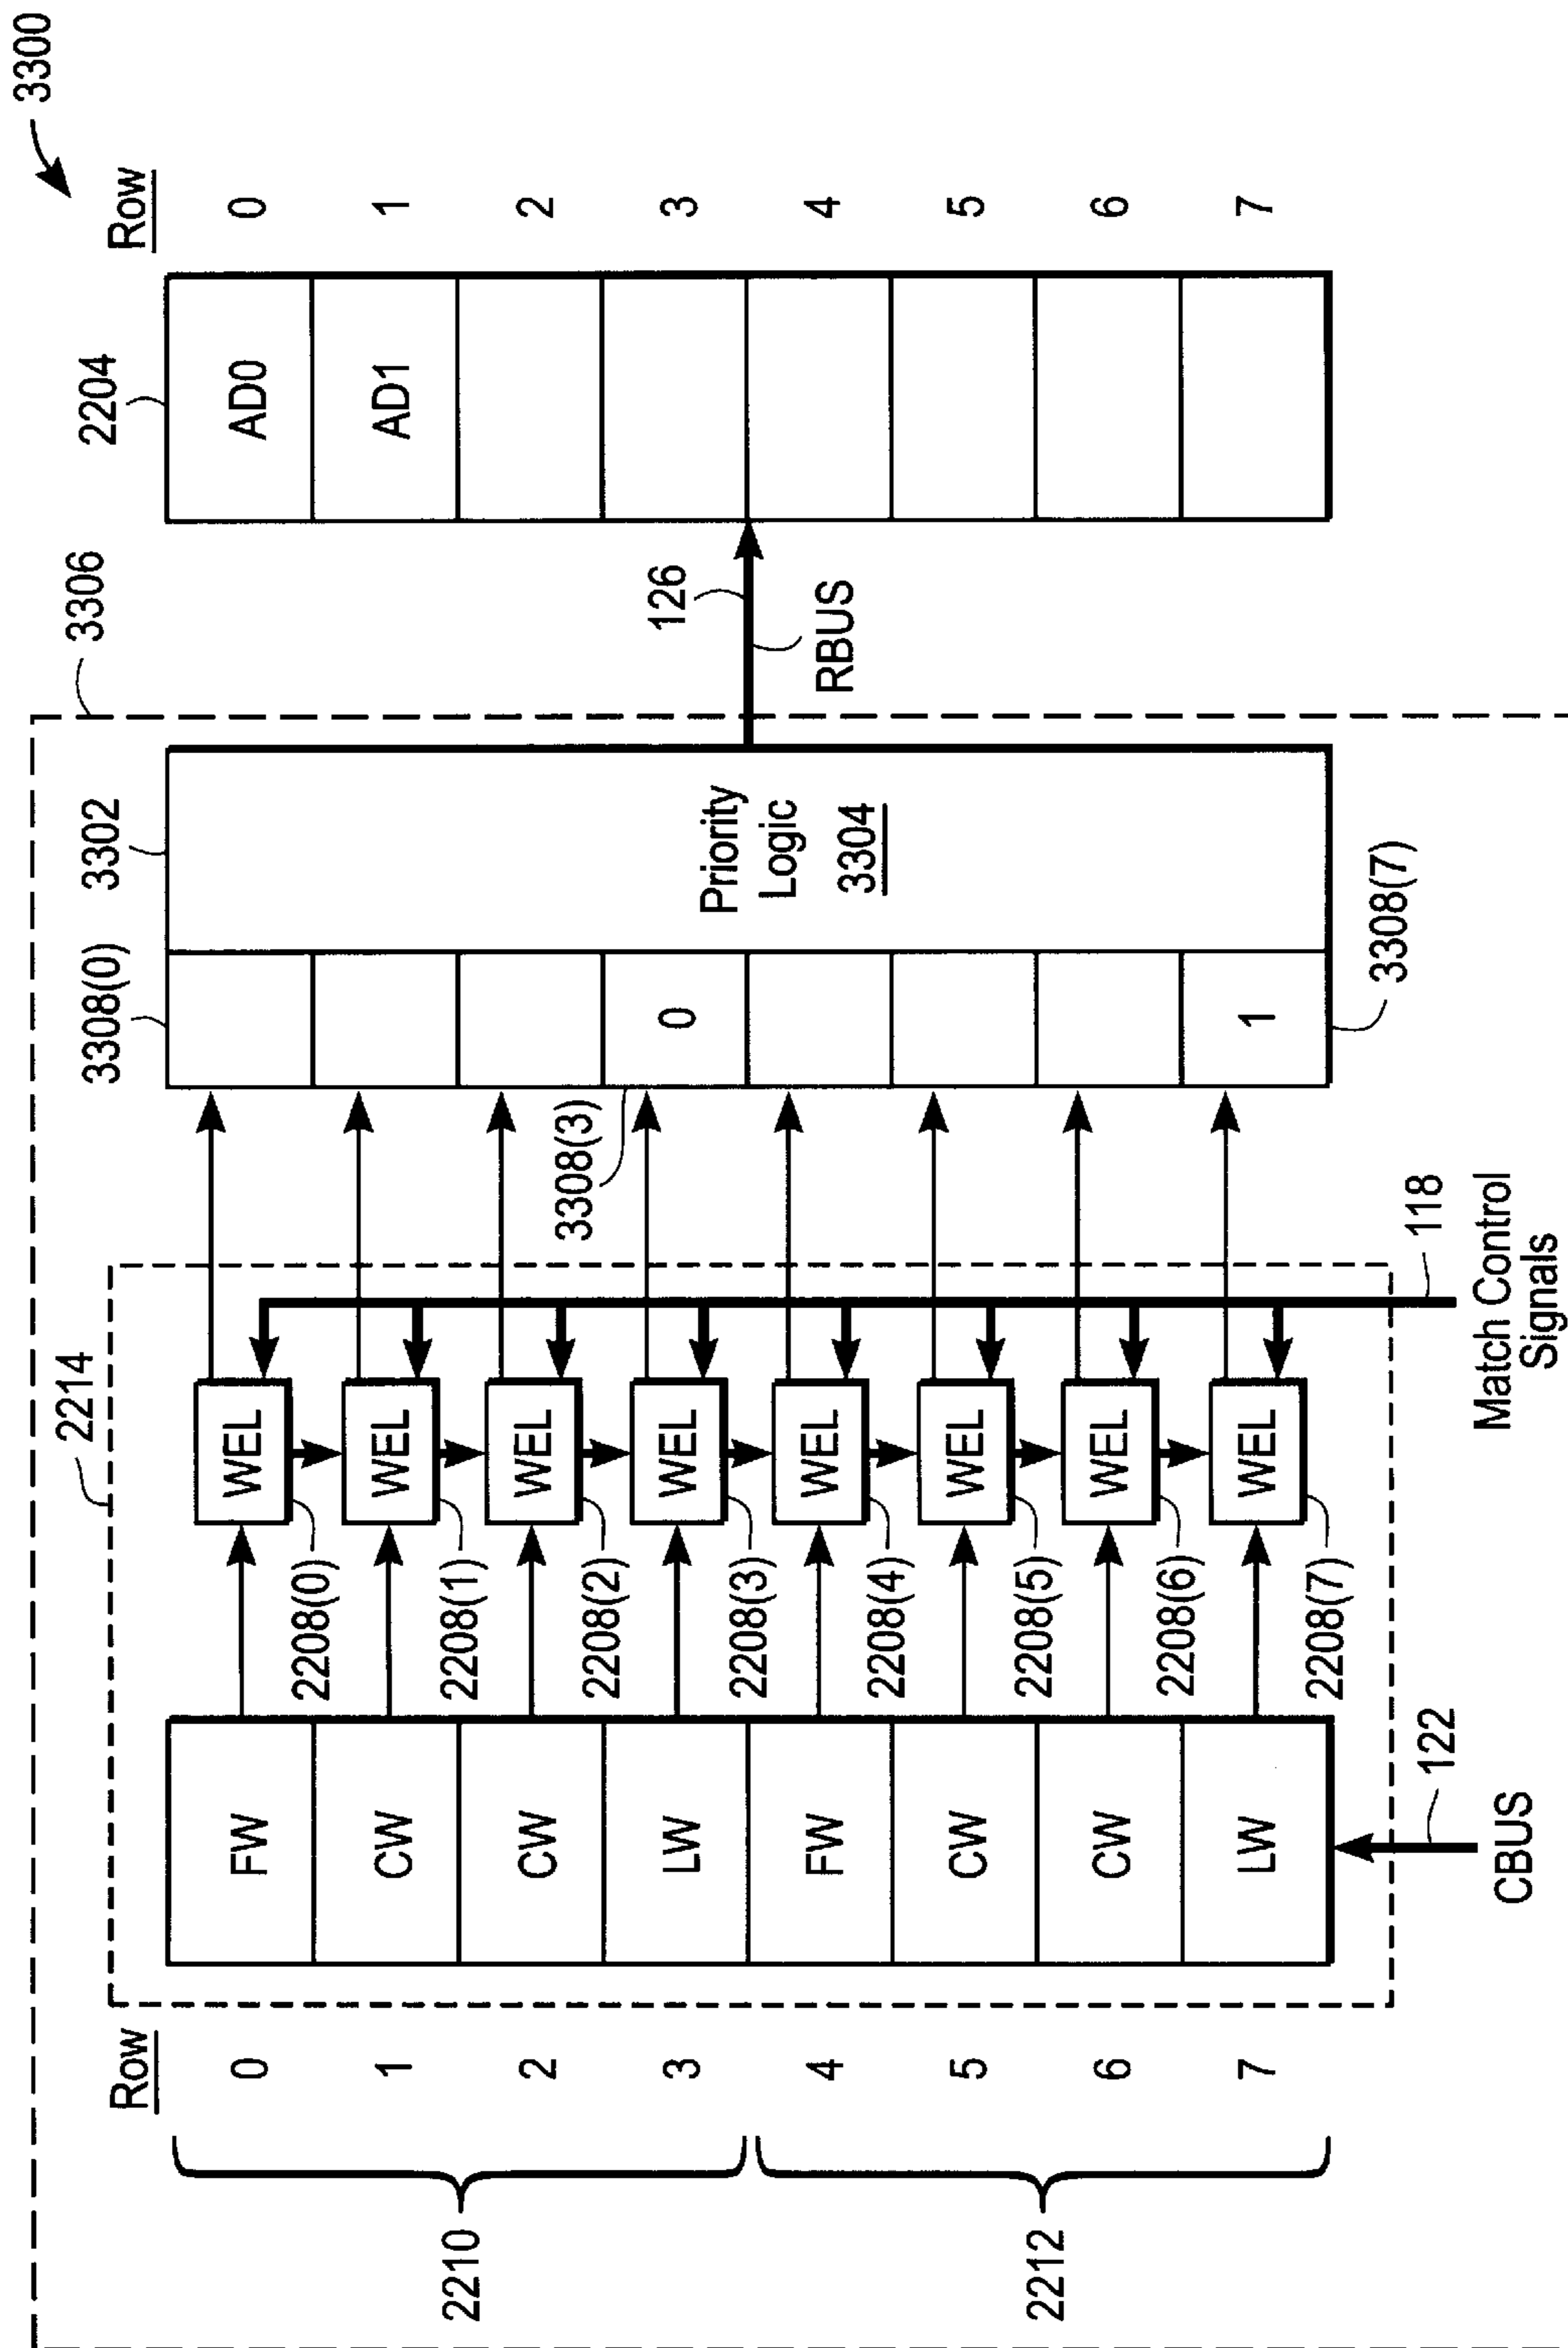 3300
3306
2214
3308(0)
3302
2204
Row
Row
0
FW
WEL
AD0
0
2208(0)
1
CW
WEL
AD1
1
2208(1)
2
CW
WEL
2
2208(2)
3308(3)
3
LW
WEL
0
3
2208(3)
2210
Priority
Logic
3304
126
RBUS
4
FW
WEL
4
2208(4)
5
CW
WEL
5
2208(5)
6
CW
WEL
6
2208(6)
7
LW
WEL
1
7
2208(7)
3308(7)
2212
122
CBUS
118
Match Control
Signals